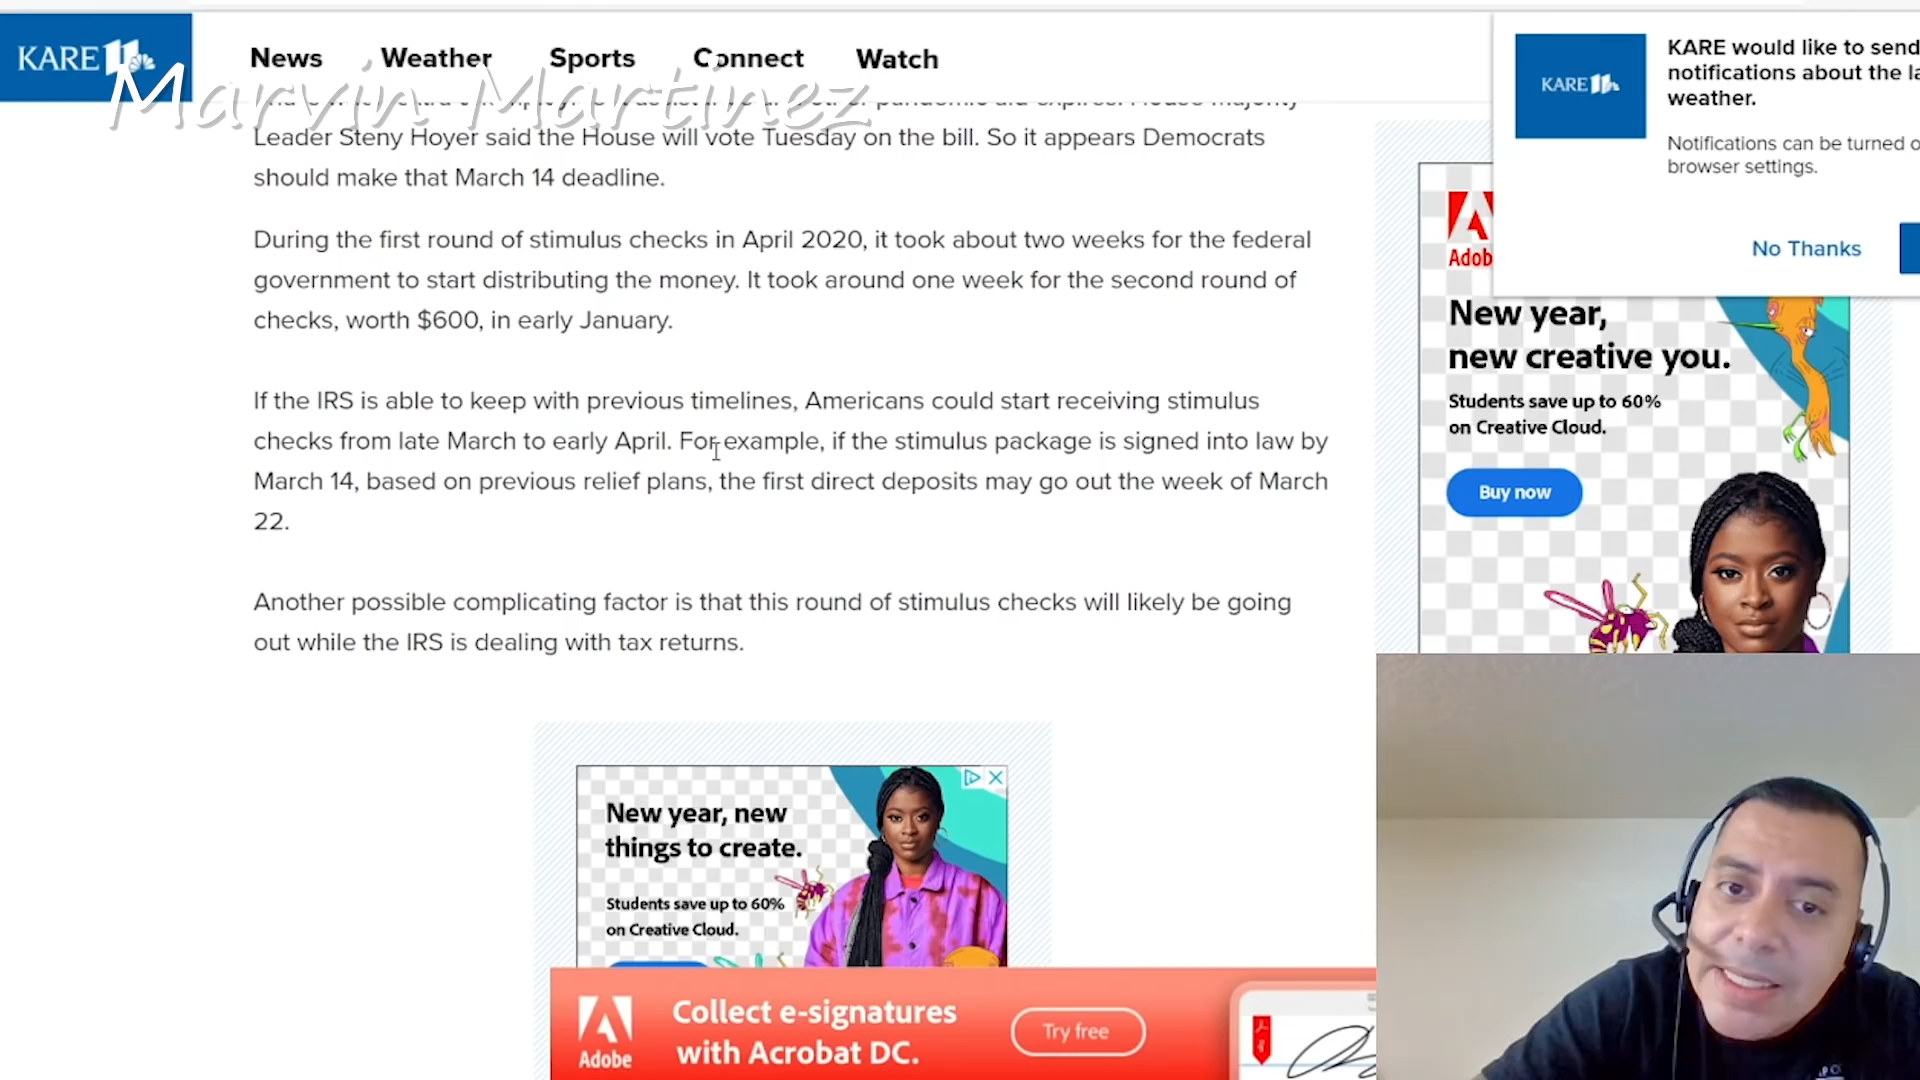 KARE 11
News Weather Sports Connect Watch
Marvin Martinez
Leader Steny Hoyer said the House will vote Tuesday on the bill. So it appears Democrats
should make that March 14 deadline.
During the first round of stimulus checks in April 2020, it took about two weeks for the federal
government to start distributing the money. It took around one week for the second round of
checks, worth $600, in early January.
If the IRS is able to keep with previous timelines, Americans could start receiving stimulus
checks from late March to early April. For example, if the stimulus package is signed into law by
March 14, based on previous relief plans, the first direct deposits may go out the week of March
22.
Another possible complicating factor is that this round of stimulus checks will likely be going
out while the IRS is dealing with tax returns.
KARE 11
KARE would like to send
notifications about the la
weather.
Notifications can be turned o
browser settings.
No Thanks
Adob
New year,
new creative you.
Students save up to 60%
on Creative Cloud.
Buy now
New year, new
things to create.
Students save up to 60%
on Creative Cloud.
Adobe
Collect e-signatures
with Acrobat DC.
Try free